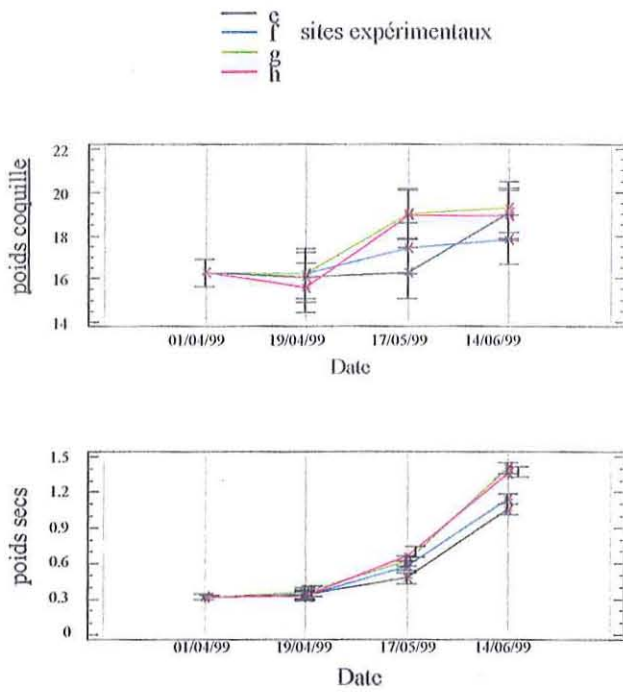 e
f sites expérimentaux
g
h
poids coquille
22
20
18
16
14
01/04/99 19/04/99 17/05/99 14/06/99
Date
poids secs
1.5
1.2
0.9
0.6
0.3
0
01/04/99 19/04/99 17/05/99 14/06/99
Date